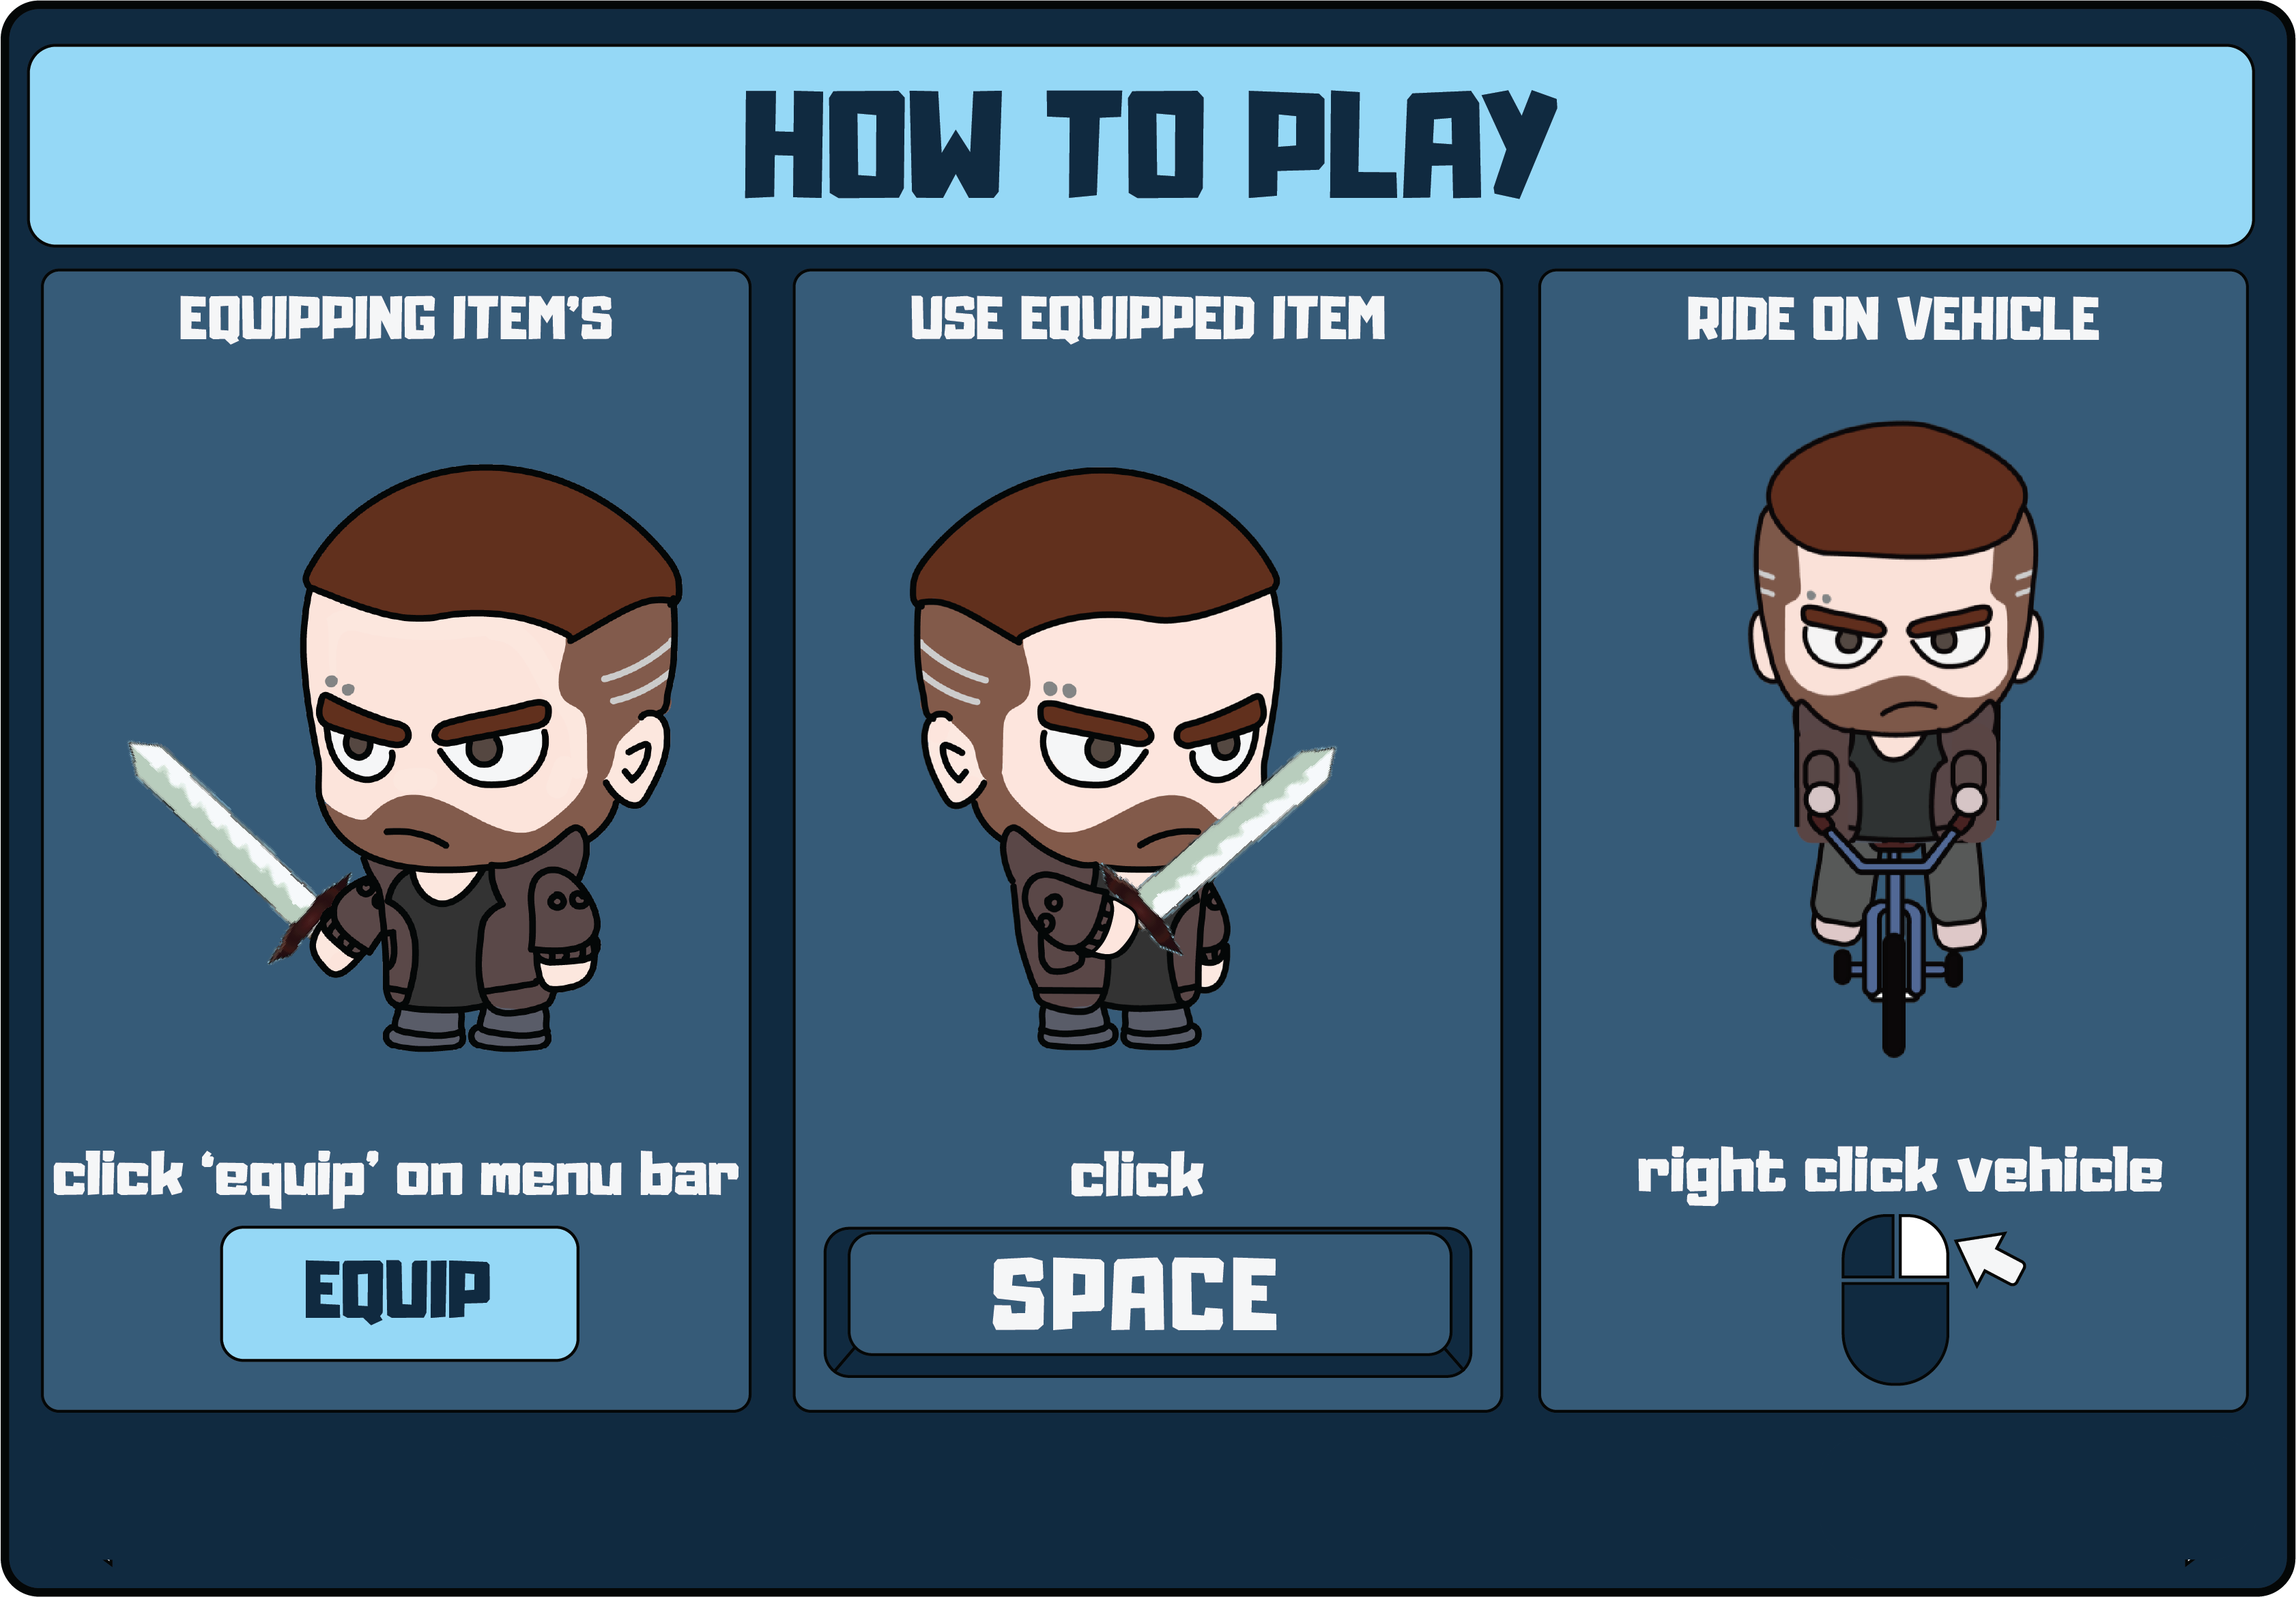 HOW TO PLAY
EQUIPPING ITEM'S
click 'equip' on menu bar
EQUIP
USE EQUIPPED ITEM
click
SPACE
RIDE ON VEHICLE
right click vehicle